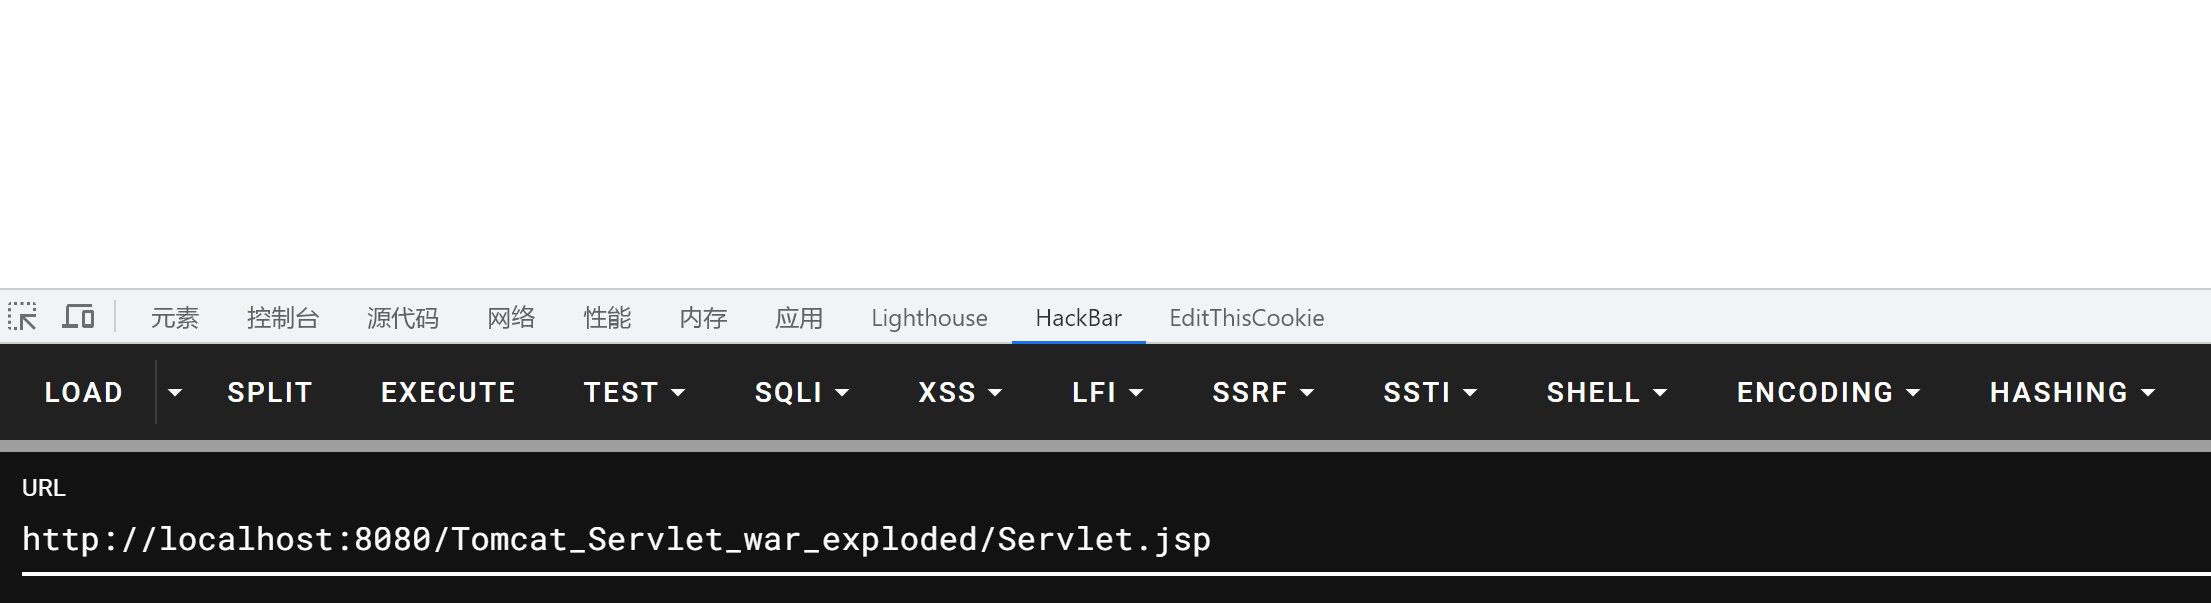 元素 控制台 源代码 网络 性能 内存 应用 Lighthouse HackBar EditThisCookie
LOAD SPLIT EXECUTE TEST SQLI XSS LFI SSRF SSTI SHELL ENCODING HASHING
URL
http://localhost:8080/Tomcat_Servlet_war_exploded/Servlet.jsp